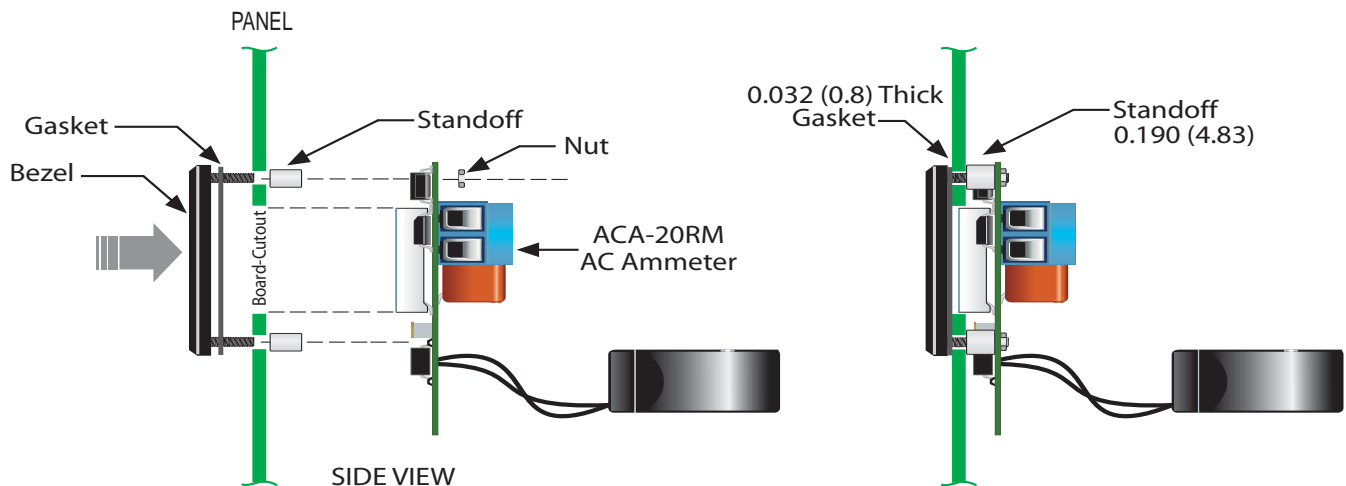 PANEL
Gasket
Standoff
Nut
Bezel
Board-Cutout
ACA-20RM
AC Ammeter
SIDE VIEW
0.032 (0.8) Thick
Gasket
Standoff
0.190 (4.83)